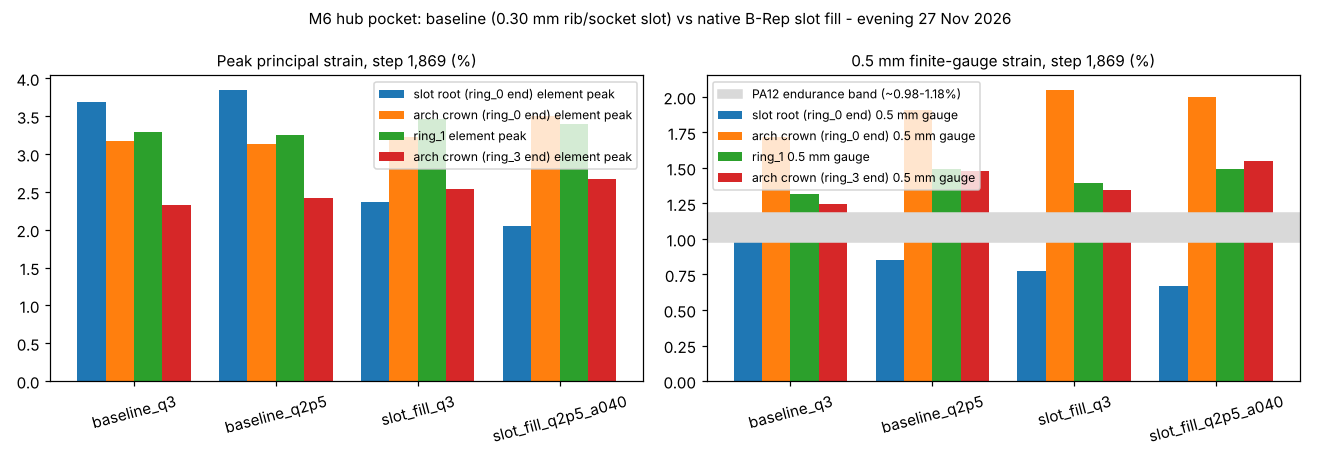 M6 hub pocket: baseline (0.30 mm rib/socket slot) vs native B-Rep slot fill - evening 27 Nov 2026
Peak principal strain, step 1,869 (%)
4.0
3.5
3.0
2.5
2.0
1.5
1.0
0.5
0.0
slot root (ring_0 end) element peak
arch crown (ring_0 end) element peak
ring_1 element peak
arch crown (ring_3 end) element peak
baseline_q3
baseline_q2p5
slot_fill_q3
slot_fill_q2p5_a040
0.5 mm finite-gauge strain, step 1,869 (%)
2.00
1.75
1.50
1.25
1.00
0.75
0.50
0.25
0.00
PA12 endurance band (~0.98-1.18%)
slot root (ring_0 end) 0.5 mm gauge
arch crown (ring_0 end) 0.5 mm gauge
ring_1 0.5 mm gauge
arch crown (ring_3 end) 0.5 mm gauge
baseline_q3
baseline_q2p5
slot_fill_q3
slot_fill_q2p5_a040